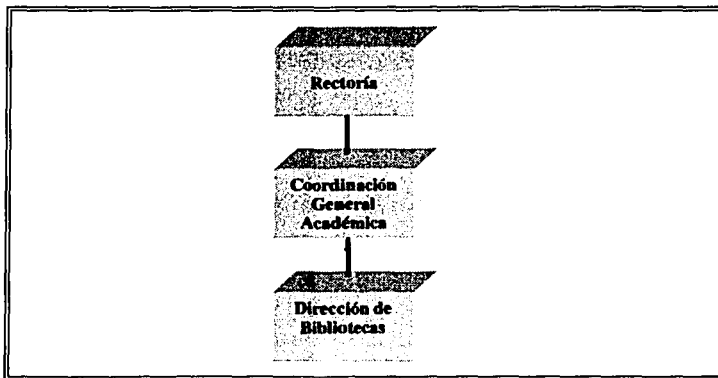 Rectoría
Coordinación
General
Académica
Dirección de
Bibliotecas